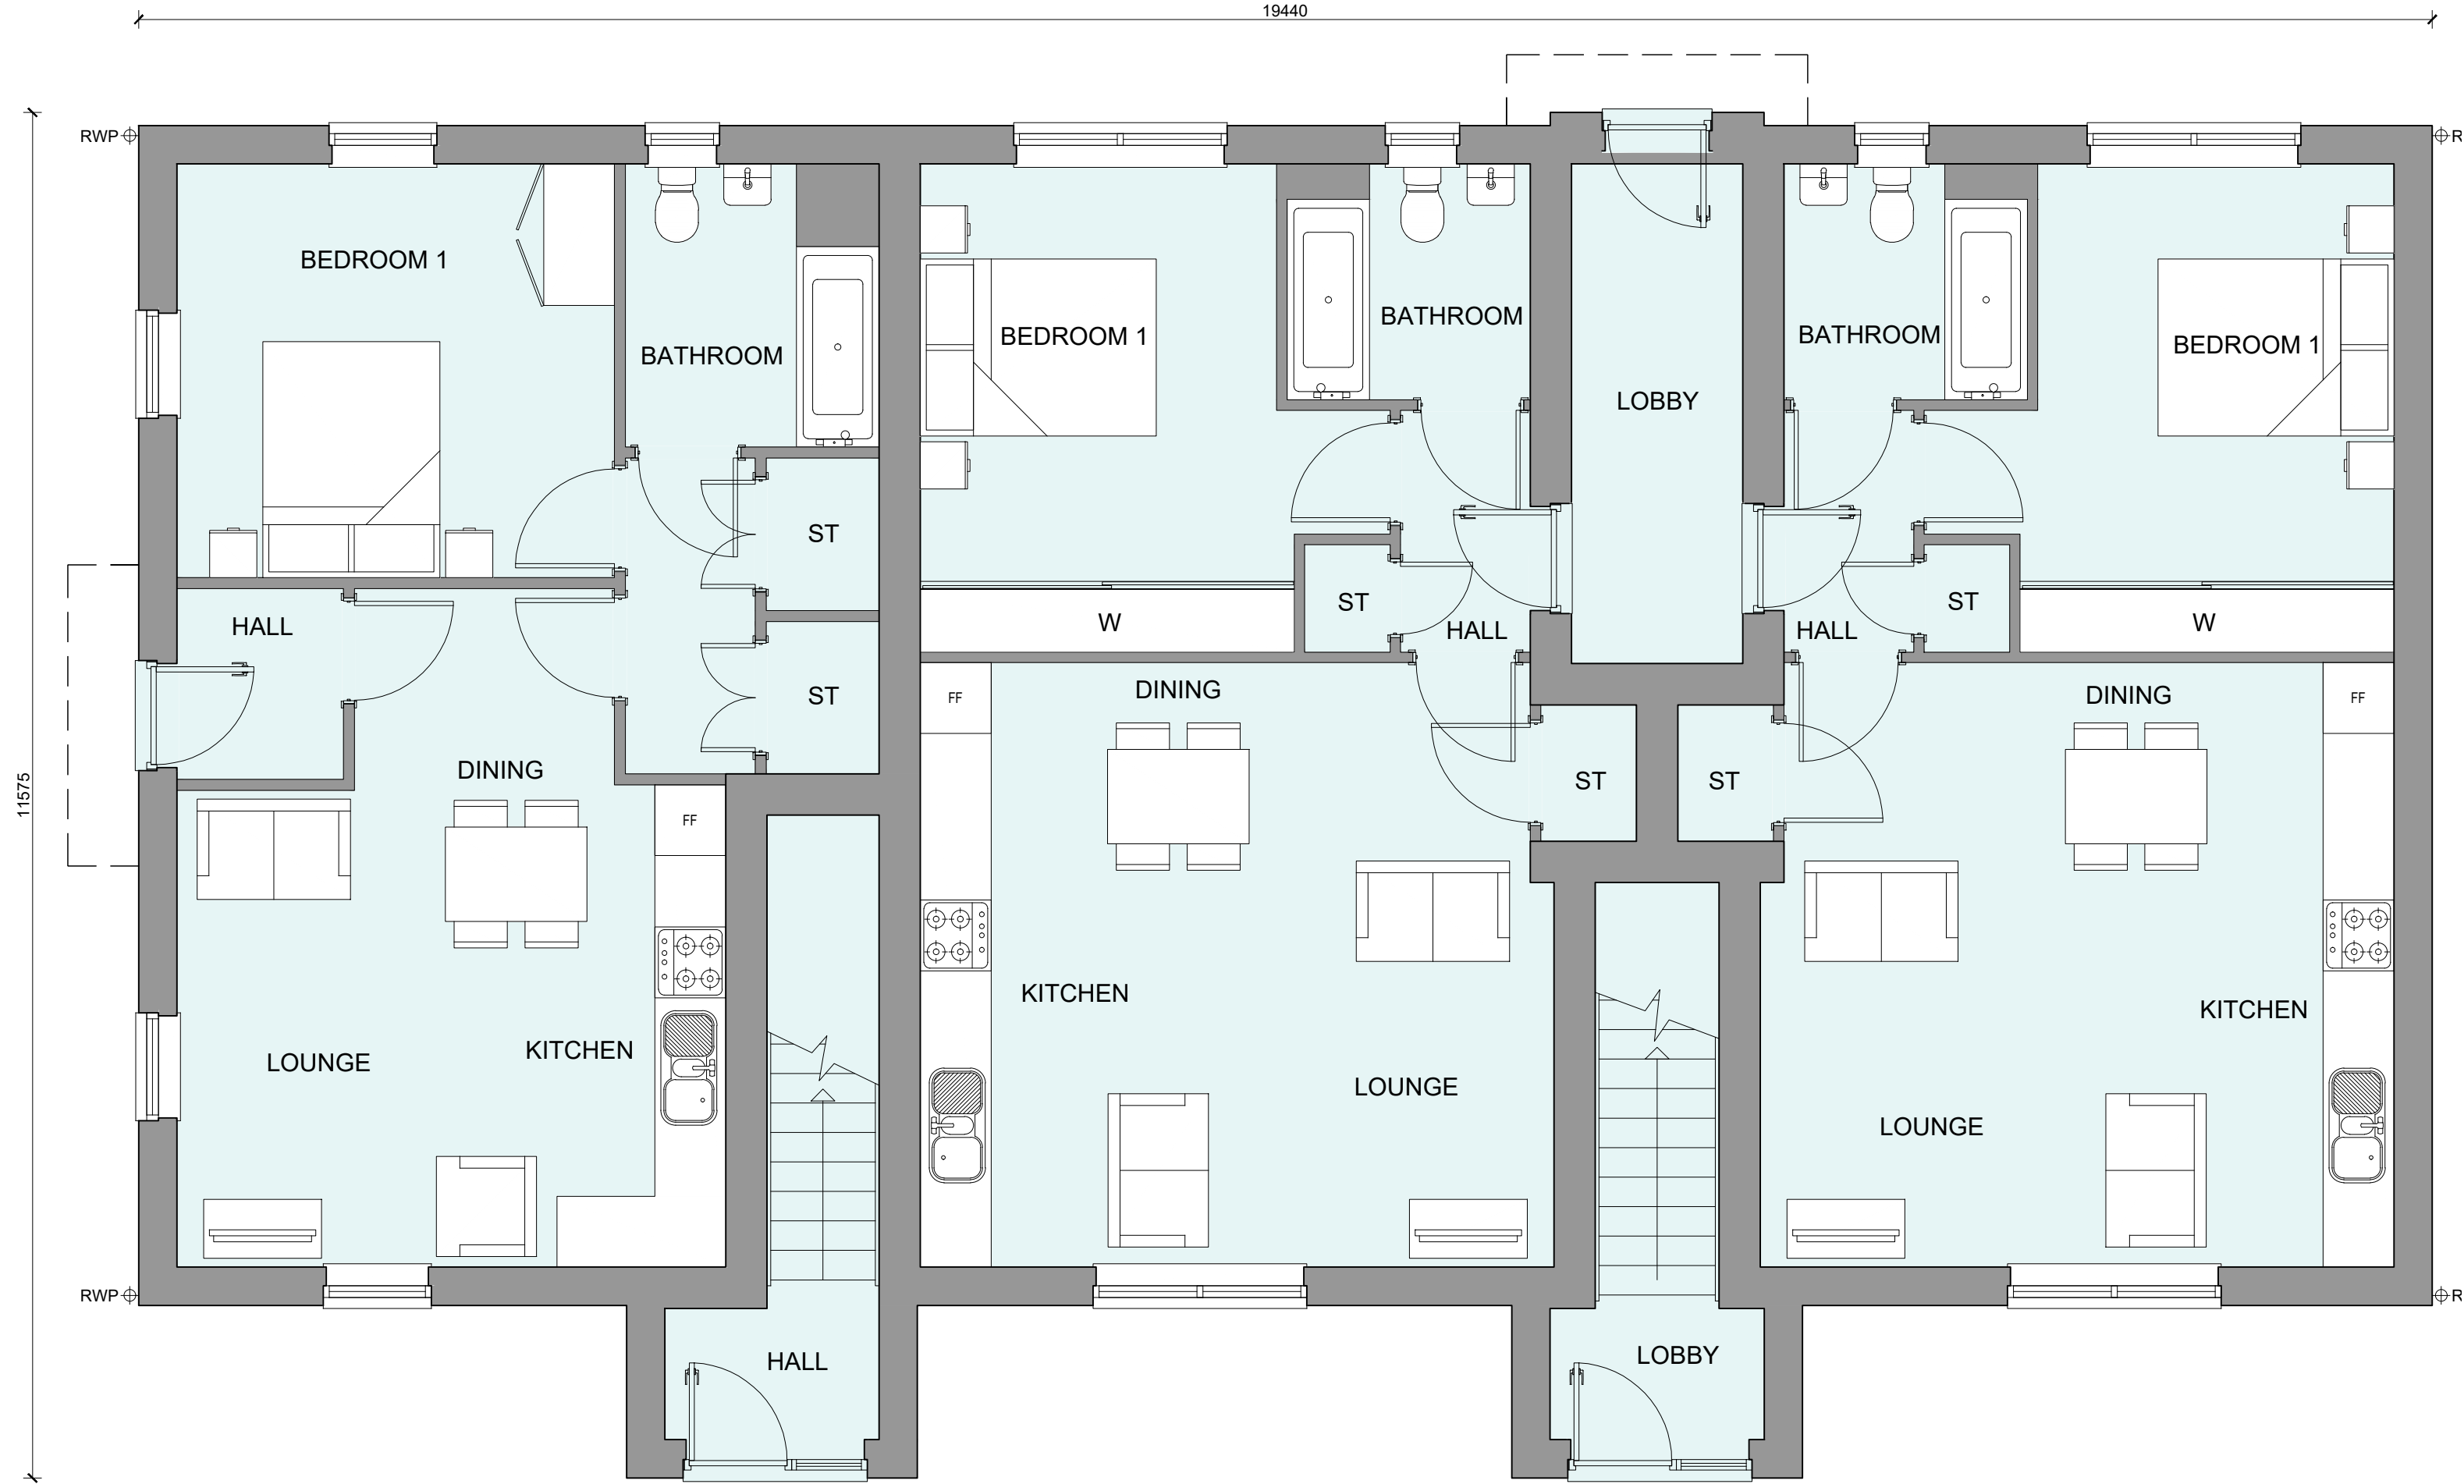 19440
RWP
R
BEDROOM 1
BATHROOM
BEDROOM 1
BATHROOM
LOBBY
BATHROOM
BEDROOM 1
ST
HALL
ST
W
ST
HALL
HALL
ST
W
DINING
FF
DINING
ST
ST
DINING
FF
11575
FF
LOUNGE
KITCHEN
KITCHEN
LOUNGE
KITCHEN
LOUNGE
RWP
R
HALL
LOBBY